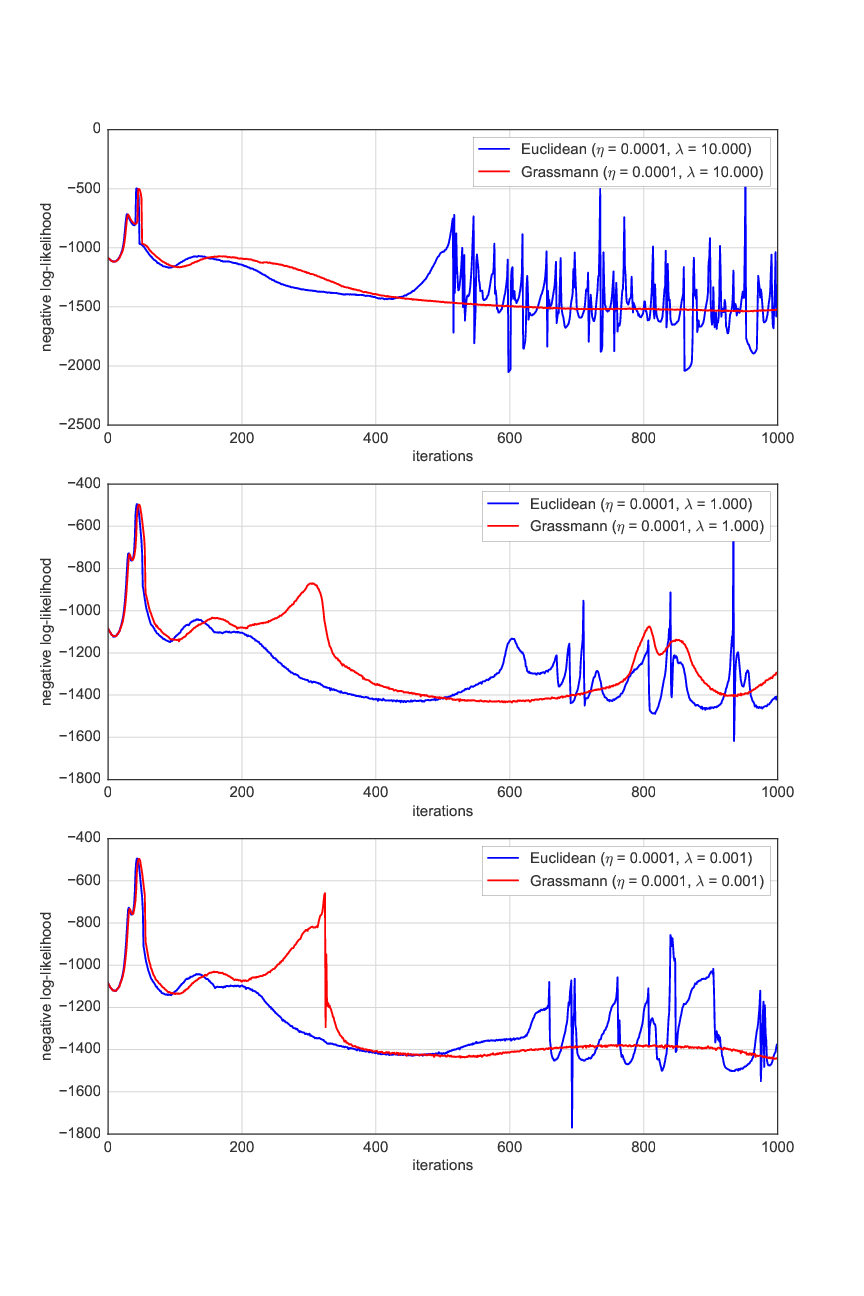 0
−500
−1000
−1500
−2000
−2500
negative log-likelihood
Euclidean (η = 0.0001, λ = 10.000)
Grassmann (η = 0.0001, λ = 10.000)
0 200 400 600 800 1000
iterations
−400
−600
−800
−1000
−1200
−1400
−1600
−1800
negative log-likelihood
Euclidean (η = 0.0001, λ = 1.000)
Grassmann (η = 0.0001, λ = 1.000)
0 200 400 600 800 1000
iterations
−400
−600
−800
−1000
−1200
−1400
−1600
−1800
negative log-likelihood
Euclidean (η = 0.0001, λ = 0.001)
Grassmann (η = 0.0001, λ = 0.001)
0 200 400 600 800 1000
iterations